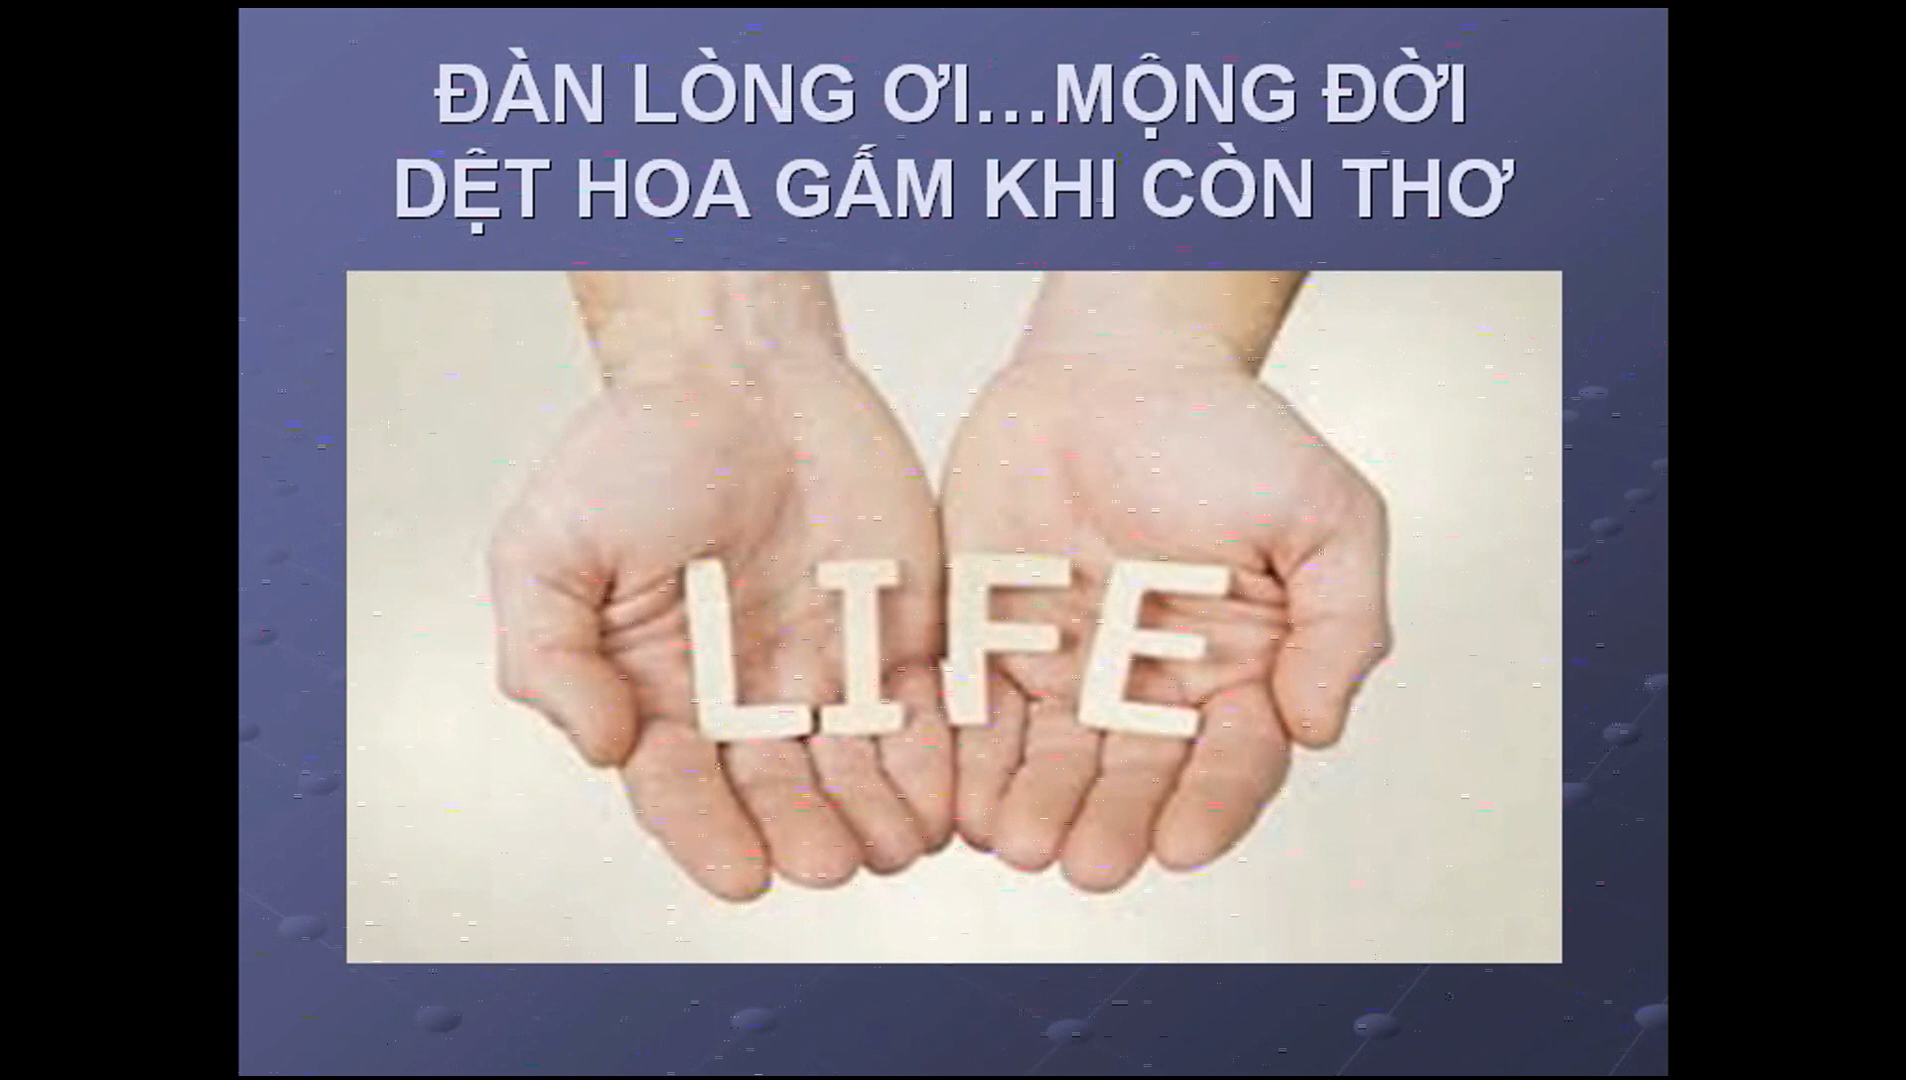 ĐÀN LÒNG ƠI...MỘNG ĐỜI
DỆT HOA GẤM KHI CÒN THƠ
LIFE